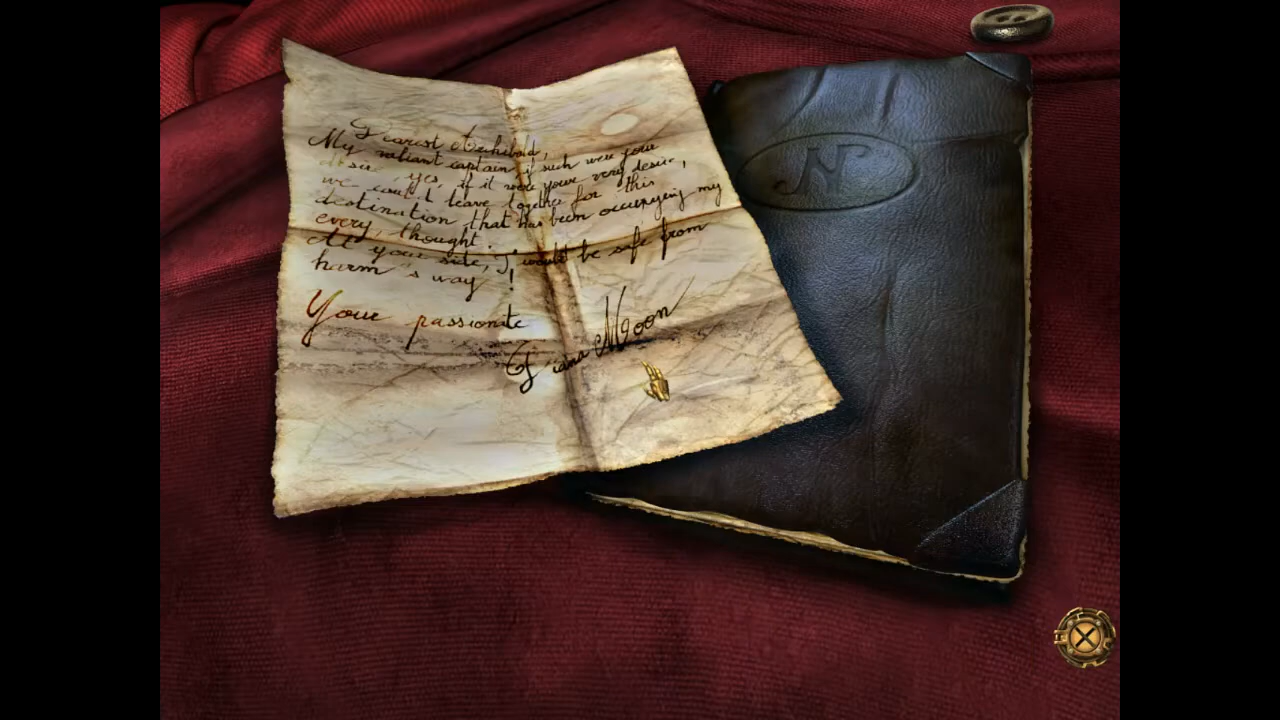 Dearest Archibald,
My valiant captain, if such were your
desire, yes, if it were your very desire,
we could leave together for this
destination that has been occupying my
every thought.
At your side, I would be safe from
harm's way!
Your passionate
Diana Moon